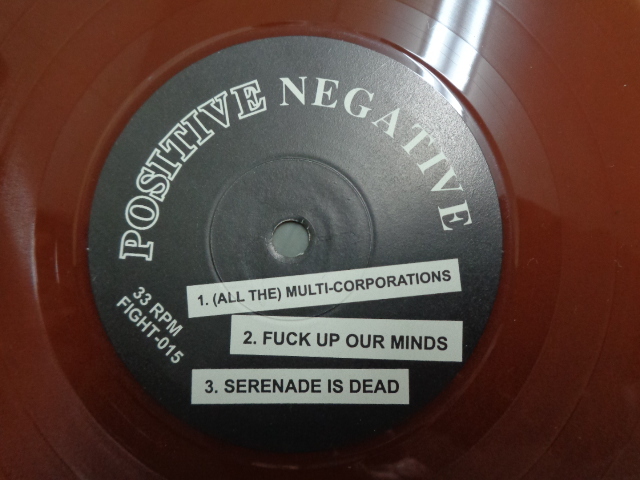 POSITIVE NEGATIVE
1. (ALL THE) MULTI-CORPORATIONS
33 RPM
FIGHT-015
2. FUCK UP OUR MINDS
3. SERENADE IS DEAD